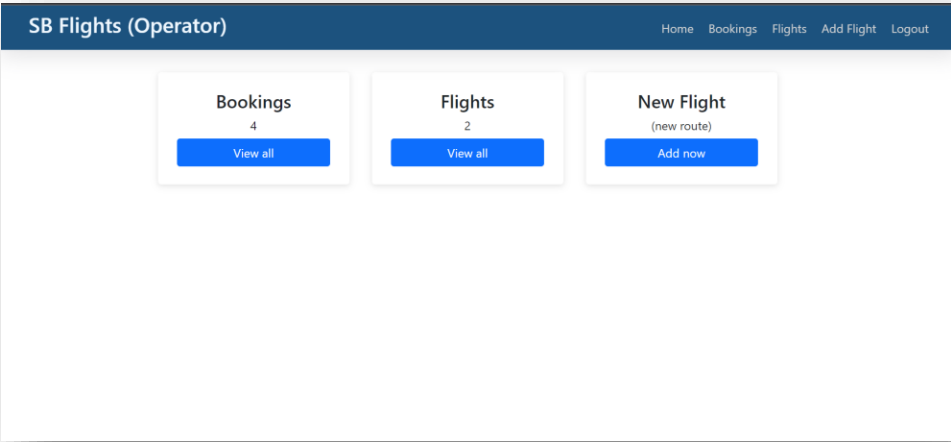 SB Flights (Operator)
Home Bookings Flights Add Flight Logout
Bookings
4
View all
Flights
2
View all
New Flight
(new route)
Add now